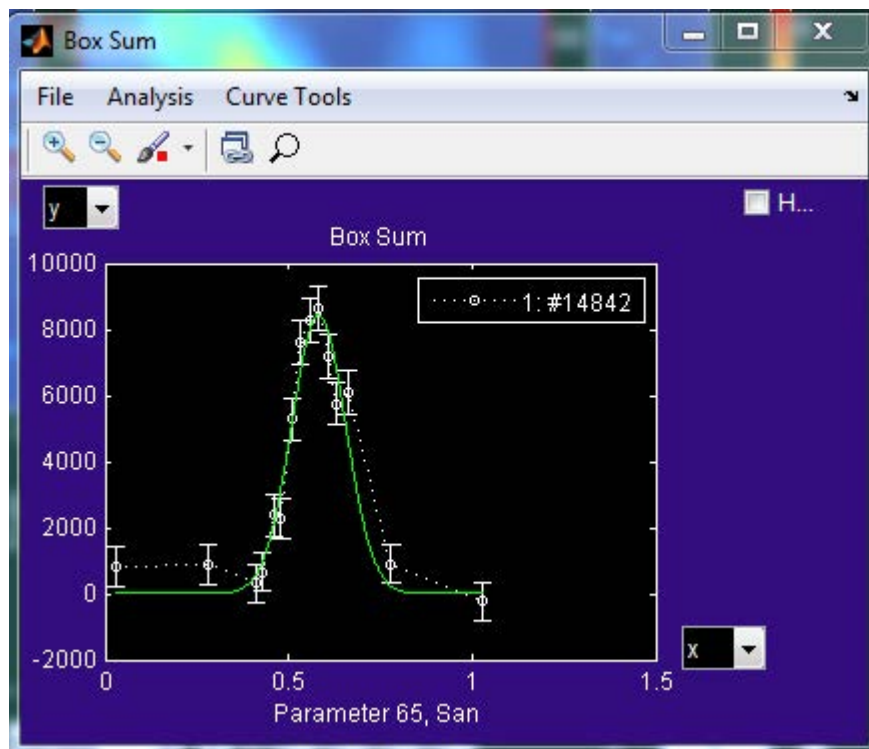 Box Sum
File Analysis Curve Tools
y
H...
Box Sum
10000
8000
6000
4000
2000
0
-2000
1: #14842
0 0.5 1 1.5
x
Parameter 65, San